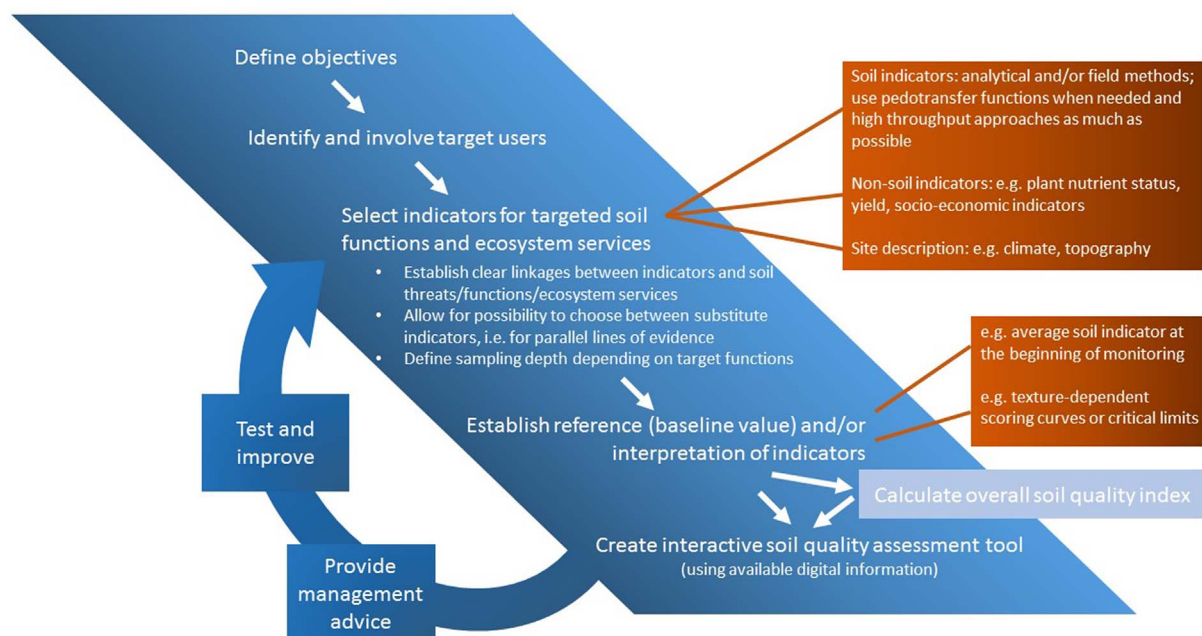 Define objectives
Identify and involve target users
Select indicators for targeted soil
functions and ecosystem services
• Establish clear linkages between indicators and soil
threats/functions/ecosystem services
• Allow for possibility to choose between substitute
indicators, i.e. for parallel lines of evidence
• Define sampling depth depending on target functions
Establish reference (baseline value) and/or
interpretation of indicators
Calculate overall soil quality index
Create interactive soil quality assessment tool
(using available digital information)
Soil indicators: analytical and/or field methods;
use pedotransfer functions when needed and
high throughput approaches as much as
possible
Non-soil indicators: e.g. plant nutrient status,
yield, socio-economic indicators
Site description: e.g. climate, topography
e.g. average soil indicator at
the beginning of monitoring
e.g. texture-dependent
scoring curves or critical limits
Provide
management
advice
Test and
improve